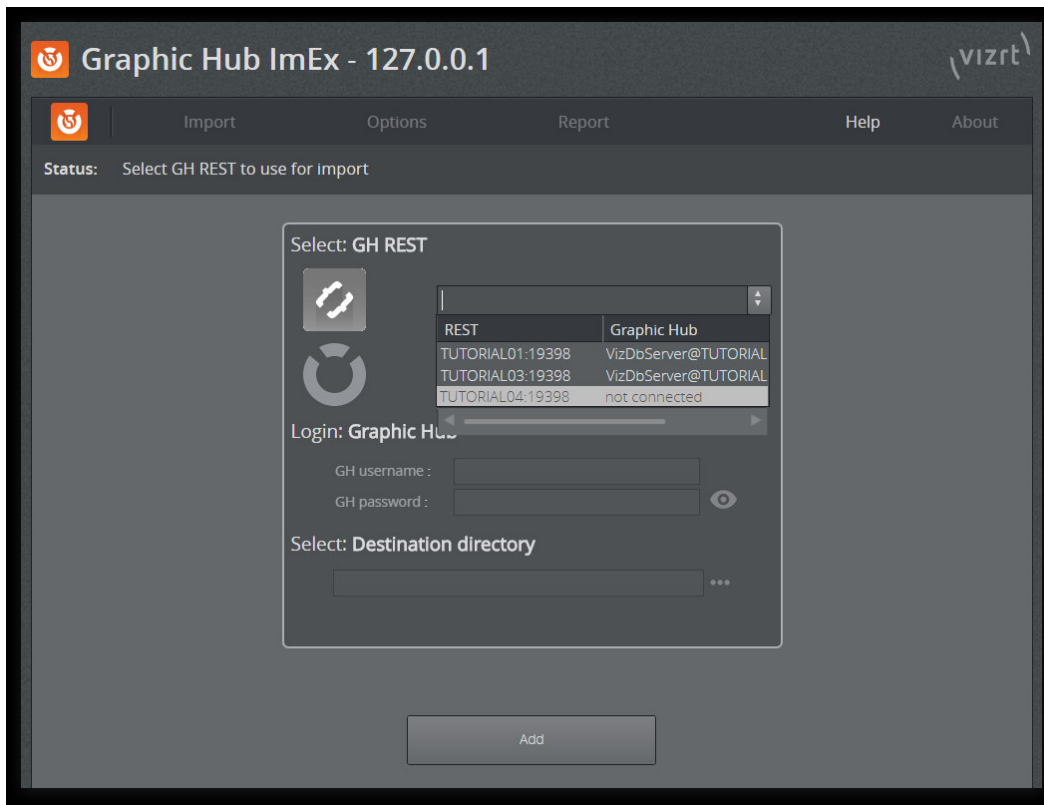 Graphic Hub ImEx - 127.0.0.1
vizrt
Import Options Report Help About
Status: Select GH REST to use for import
Select: GH REST
REST Graphic Hub
TUTORIAL01:19398 VizDbServer@TUTORIAL
TUTORIAL03:19398 VizDbServer@TUTORIAL
TUTORIAL04:19398 not connected
Login: Graphic Hub
GH username :
GH password :
Select: Destination directory
Add